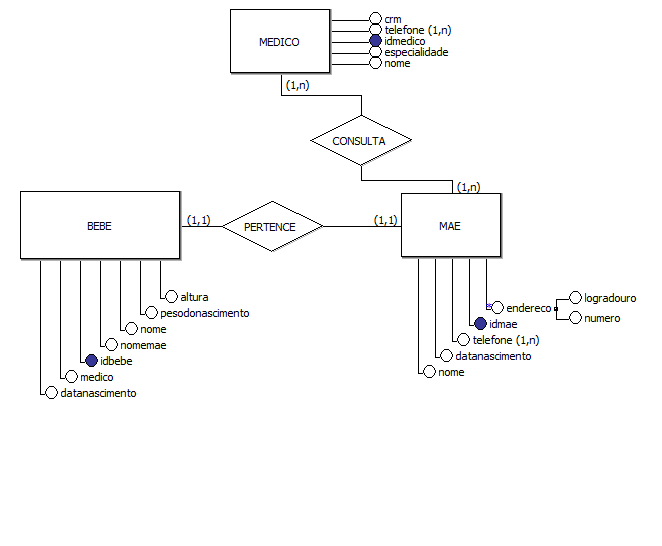 MEDICO
crm
telefone (1,n)
idmedico
especialidade
nome
(1,n)
CONSULTA
(1,n)
BEBE
(1,1)
PERTENCE
(1,1)
MAE
altura
pesodonascimento
nome
nomemae
idbebe
medico
datanascimento
endereco
logradouro
numero
idmae
telefone (1,n)
datanascimento
nome